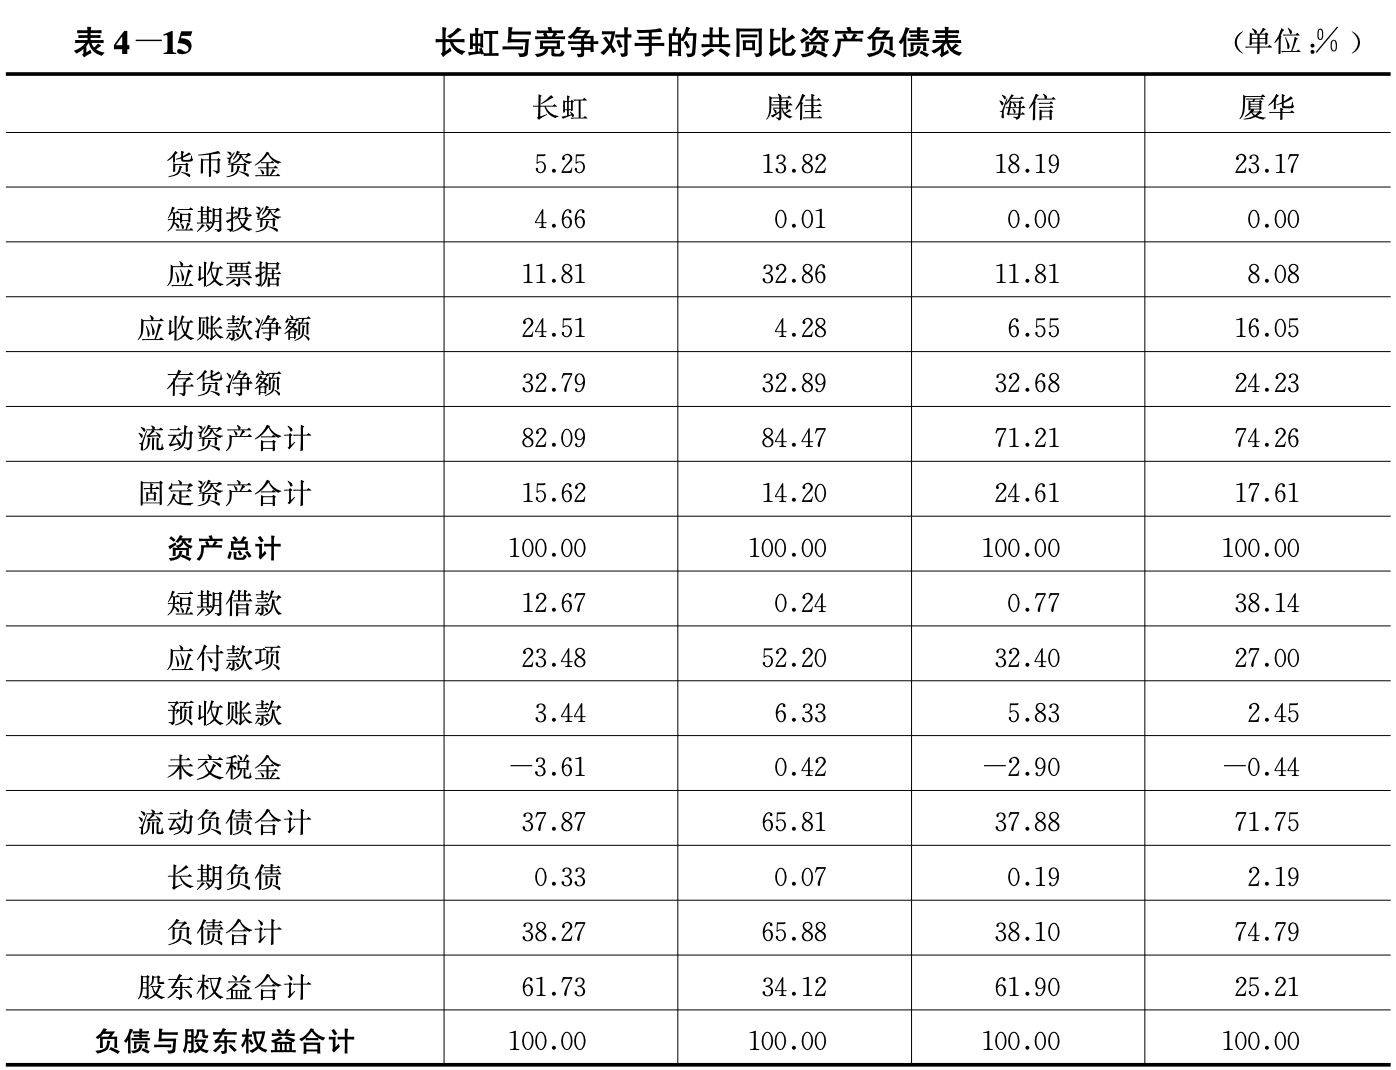 表 4—15 长虹与竞争对手的共同比资产负债表 (单位:%)
长虹 康佳 海信 厦华
货币资金 5.25 13.82 18.19 23.17
短期投资 4.66 0.01 0.00 0.00
应收票据 11.81 32.86 11.81 8.08
应收账款净额 24.51 4.28 6.55 16.05
存货净额 32.79 32.89 32.68 24.23
流动资产合计 82.09 84.47 71.21 74.26
固定资产合计 15.62 14.20 24.61 17.61
资产总计 100.00 100.00 100.00 100.00
短期借款 12.67 0.24 0.77 38.14
应付款项 23.48 52.20 32.40 27.00
预收账款 3.44 6.33 5.83 2.45
未交税金 —3.61 0.42 —2.90 —0.44
流动负债合计 37.87 65.81 37.88 71.75
长期负债 0.33 0.07 0.19 2.19
负债合计 38.27 65.88 38.10 74.79
股东权益合计 61.73 34.12 61.90 25.21
负债与股东权益合计 100.00 100.00 100.00 100.00